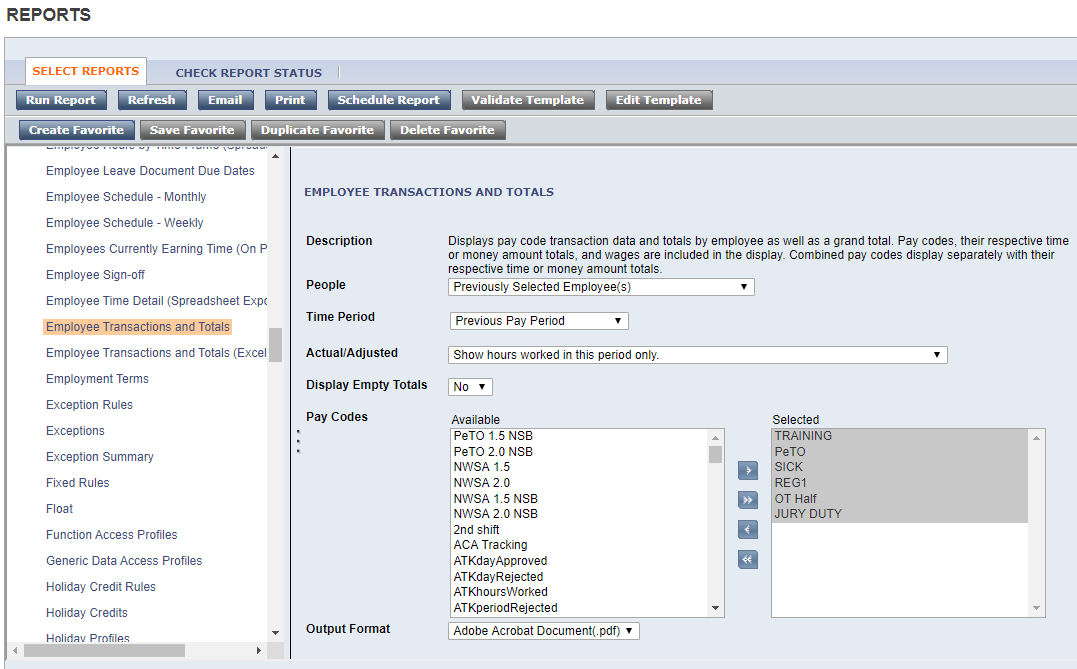 REPORTS
SELECT REPORTS
CHECK REPORT STATUS
Run Report
Refresh
Email
Print
Schedule Report
Validate Template
Edit Template
Create Favorite
Save Favorite
Duplicate Favorite
Delete Favorite
Employee Hours by Time Frame (Spread
Employee Leave Document Due Dates
Employee Schedule - Monthly
Employee Schedule - Weekly
Employees Currently Earning Time (On P
Employee Sign-off
Employee Time Detail (Spreadsheet Expo
Employee Transactions and Totals
Employee Transactions and Totals (Excel
Employment Terms
Exception Rules
Exceptions
Exception Summary
Fixed Rules
Float
Function Access Profiles
Generic Data Access Profiles
Holiday Credit Rules
Holiday Credits
Holiday Profiles
EMPLOYEE TRANSACTIONS AND TOTALS
Description
Displays pay code transaction data and totals by employee as well as a grand total. Pay codes, their respective time
or money amount totals, and wages are included in the display. Combined pay codes display separately with their
respective time or money amount totals.
People
Previously Selected Employee(s)
Time Period
Previous Pay Period
Actual/Adjusted
Show hours worked in this period only.
Display Empty Totals
No
Pay Codes
Available
PeTO 1.5 NSB
PeTO 2.0 NSB
NWSA 1.5
NWSA 2.0
NWSA 1.5 NSB
NWSA 2.0 NSB
2nd shift
ACA Tracking
ATKdayApproved
ATKdayRejected
ATKhoursWorked
ATKperiodRejected
Selected
TRAINING
PeTO
SICK
REG1
OT Half
JURY DUTY
Output Format
Adobe Acrobat Document(.pdf)